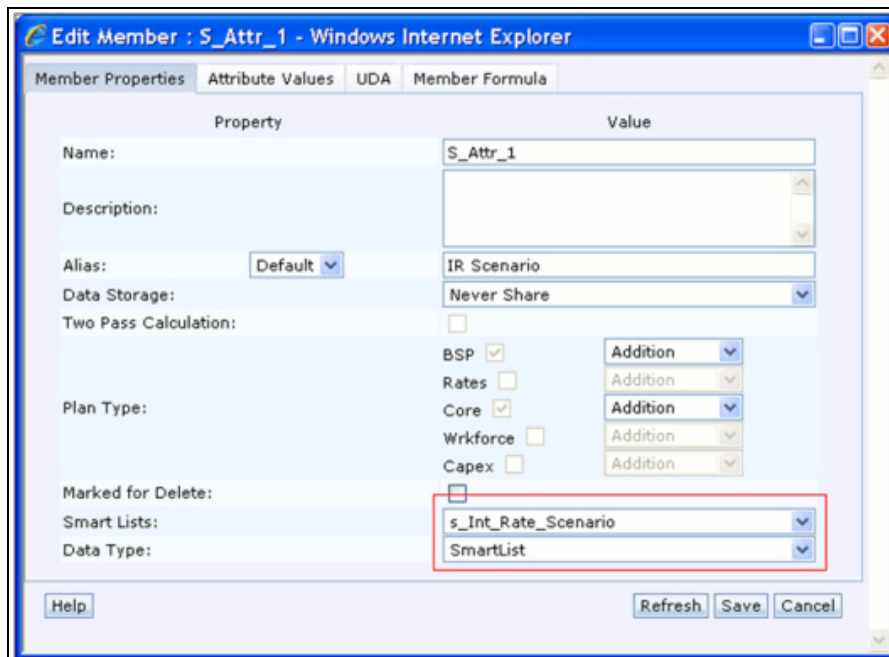 Edit Member : S_Attr_1 - Windows Internet Explorer
Member Properties Attribute Values UDA Member Formula
Property Value
Name: S_Attr_1
Description:
Alias: Default IR Scenario
Data Storage: Never Share
Two Pass Calculation:
BSP Addition
Rates Addition
Plan Type: Core Addition
Wrkforce Addition
Capex Addition
Marked for Delete:
Smart Lists: s_Int_Rate_Scenario
Data Type: SmartList
Help Refresh Save Cancel